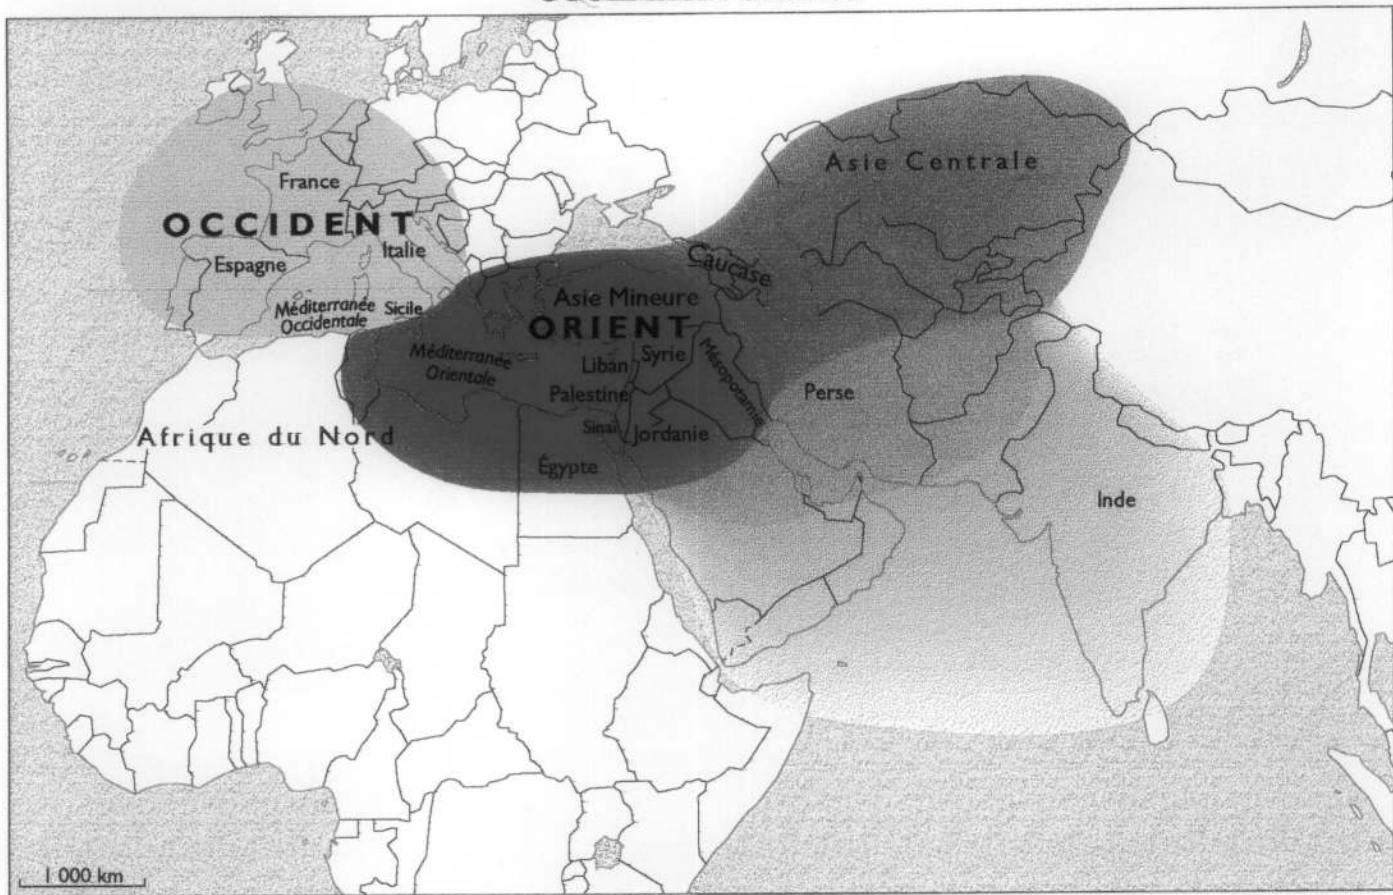 Asie Centrale
France
OCCIDENT
Italie
Espagne
Caucase
Méditerranée
Occidentale
Sicile
Asie Mineure
ORIENT
Méditerranée
Orientale
Liban
Syrie
Mésopotamie
Palestine
Perse
Sinaï
Jordanie
Afrique du Nord
Égypte
Inde
1 000 km